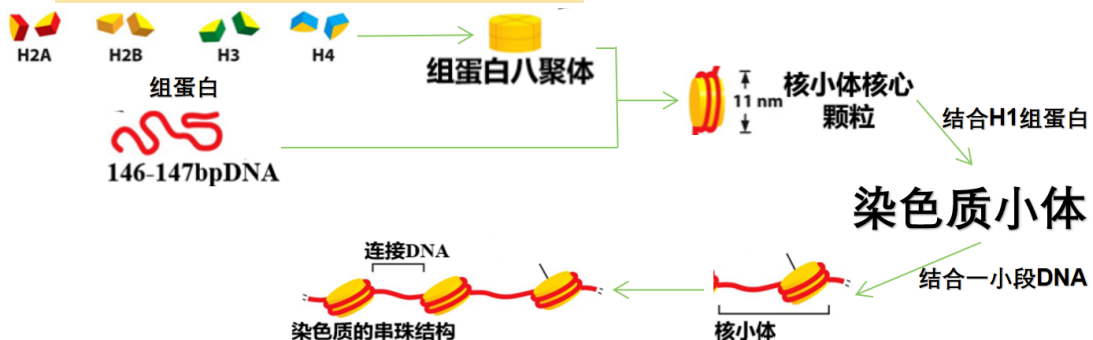 H2A
H2B
H3
H4
组蛋白
组蛋白八聚体
146-147bpDNA
11 nm
核小体核心
颗粒
结合H1组蛋白
染色质小体
结合一小段DNA
核小体
连接DNA
染色质的串珠结构